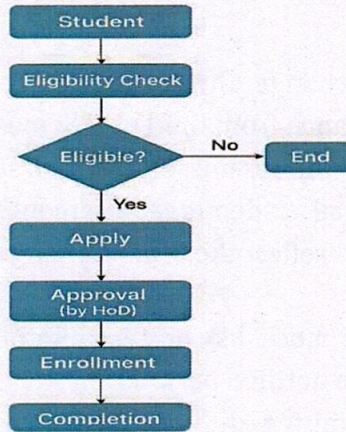 Student
Eligibility Check
Eligible?
No
End
Yes
Apply
Approval
(by HoD)
Enrollment
Completion